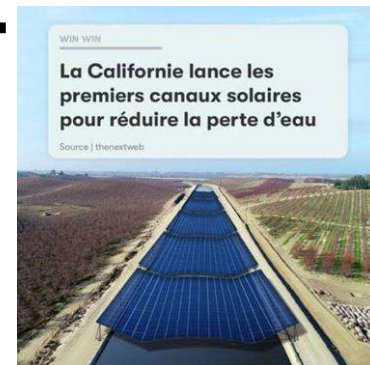 WIN WIN
La Californie lance les
premiers canaux solaires
pour réduire la perte d'eau
Source | thenextweb